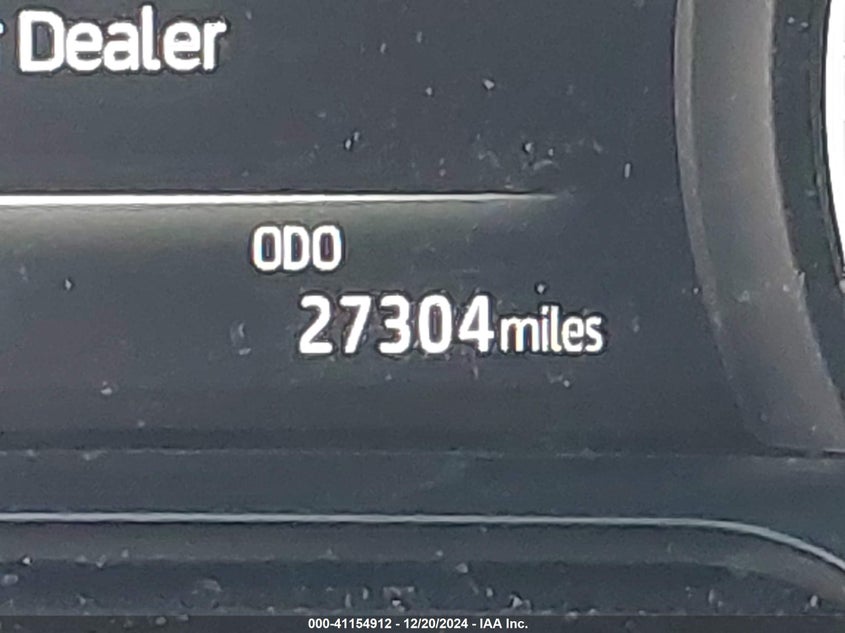 Dealer
ODO
27304 miles
000-41154912 - 12/20/2024 - IAA Inc.